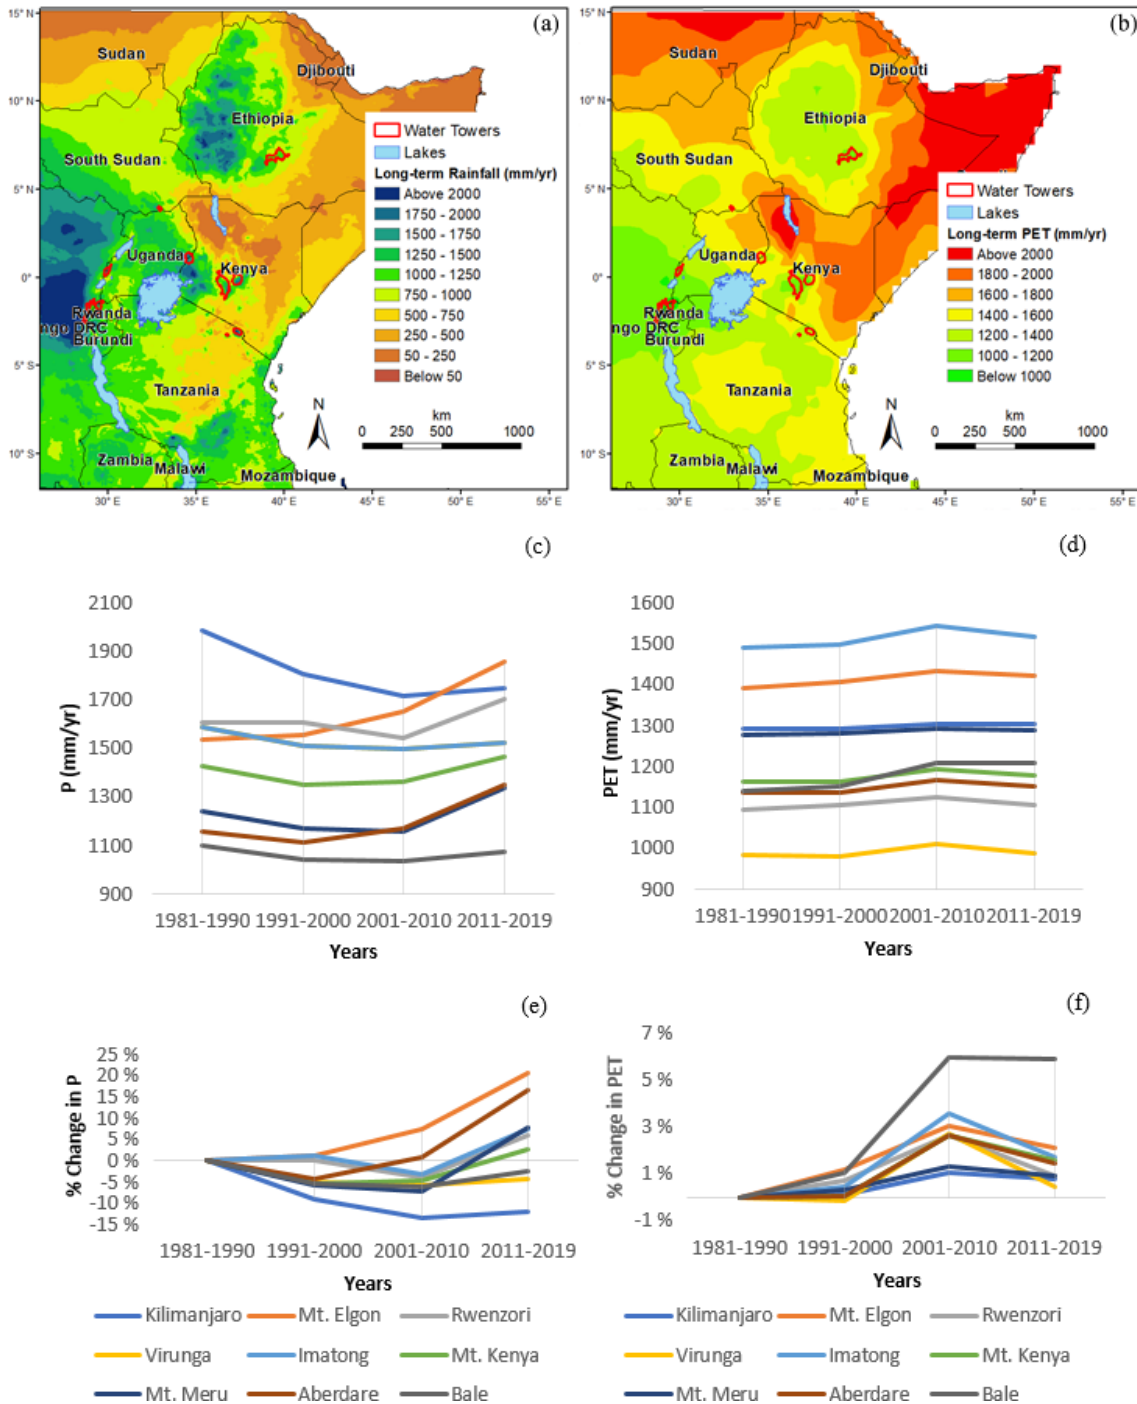 (a)
15° N
10° N
5° N
0°
5° S
10° S
30° E
35° E
40° E
45° E
50° E
55° E
Sudan
Djibouti
Ethiopia
South Sudan
Uganda
Kenya
Rwanda
ngo DRC
Burundi
Tanzania
Zambia
Malawi
Mozambique
Water Towers
Lakes
Long-term Rainfall (mm/yr)
Above 2000
1750 - 2000
1500 - 1750
1250 - 1500
1000 - 1250
750 - 1000
500 - 750
250 - 500
50 - 250
Below 50
N
km
0 250 500 1000
(b)
15° N
10° N
5° N
0°
5° S
10° S
30° E
35° E
40° E
45° E
50° E
55° E
Sudan
Djibouti
Ethiopia
South Sudan
Uganda
Kenya
Rwanda
ngo DRC
Burundi
Tanzania
Zambia
Malawi
Mozambique
Water Towers
Lakes
Long-term PET (mm/yr)
Above 2000
1800 - 2000
1600 - 1800
1400 - 1600
1200 - 1400
1000 - 1200
Below 1000
N
km
0 250 500 1000
(c)
P (mm/yr)
2100
1900
1700
1500
1300
1100
900
1981-1990 1991-2000 2001-2010 2011-2019
Years
(d)
PET (mm/yr)
1600
1500
1400
1300
1200
1100
1000
900
1981-1990 1991-2000 2001-2010 2011-2019
Years
(e)
% Change in P
25 %
20 %
15 %
10 %
5 %
0 %
-5 %
-10 %
-15 %
1981-1990 1991-2000 2001-2010 2011-2019
Years
Kilimanjaro Mt. Elgon Rwenzori
Virunga Imatong Mt. Kenya
Mt. Meru Aberdare Bale
(f)
% Change in PET
7 %
5 %
3 %
1 %
-1 %
1981-1990 1991-2000 2001-2010 2011-2019
Years
Kilimanjaro Mt. Elgon Rwenzori
Virunga Imatong Mt. Kenya
Mt. Meru Aberdare Bale